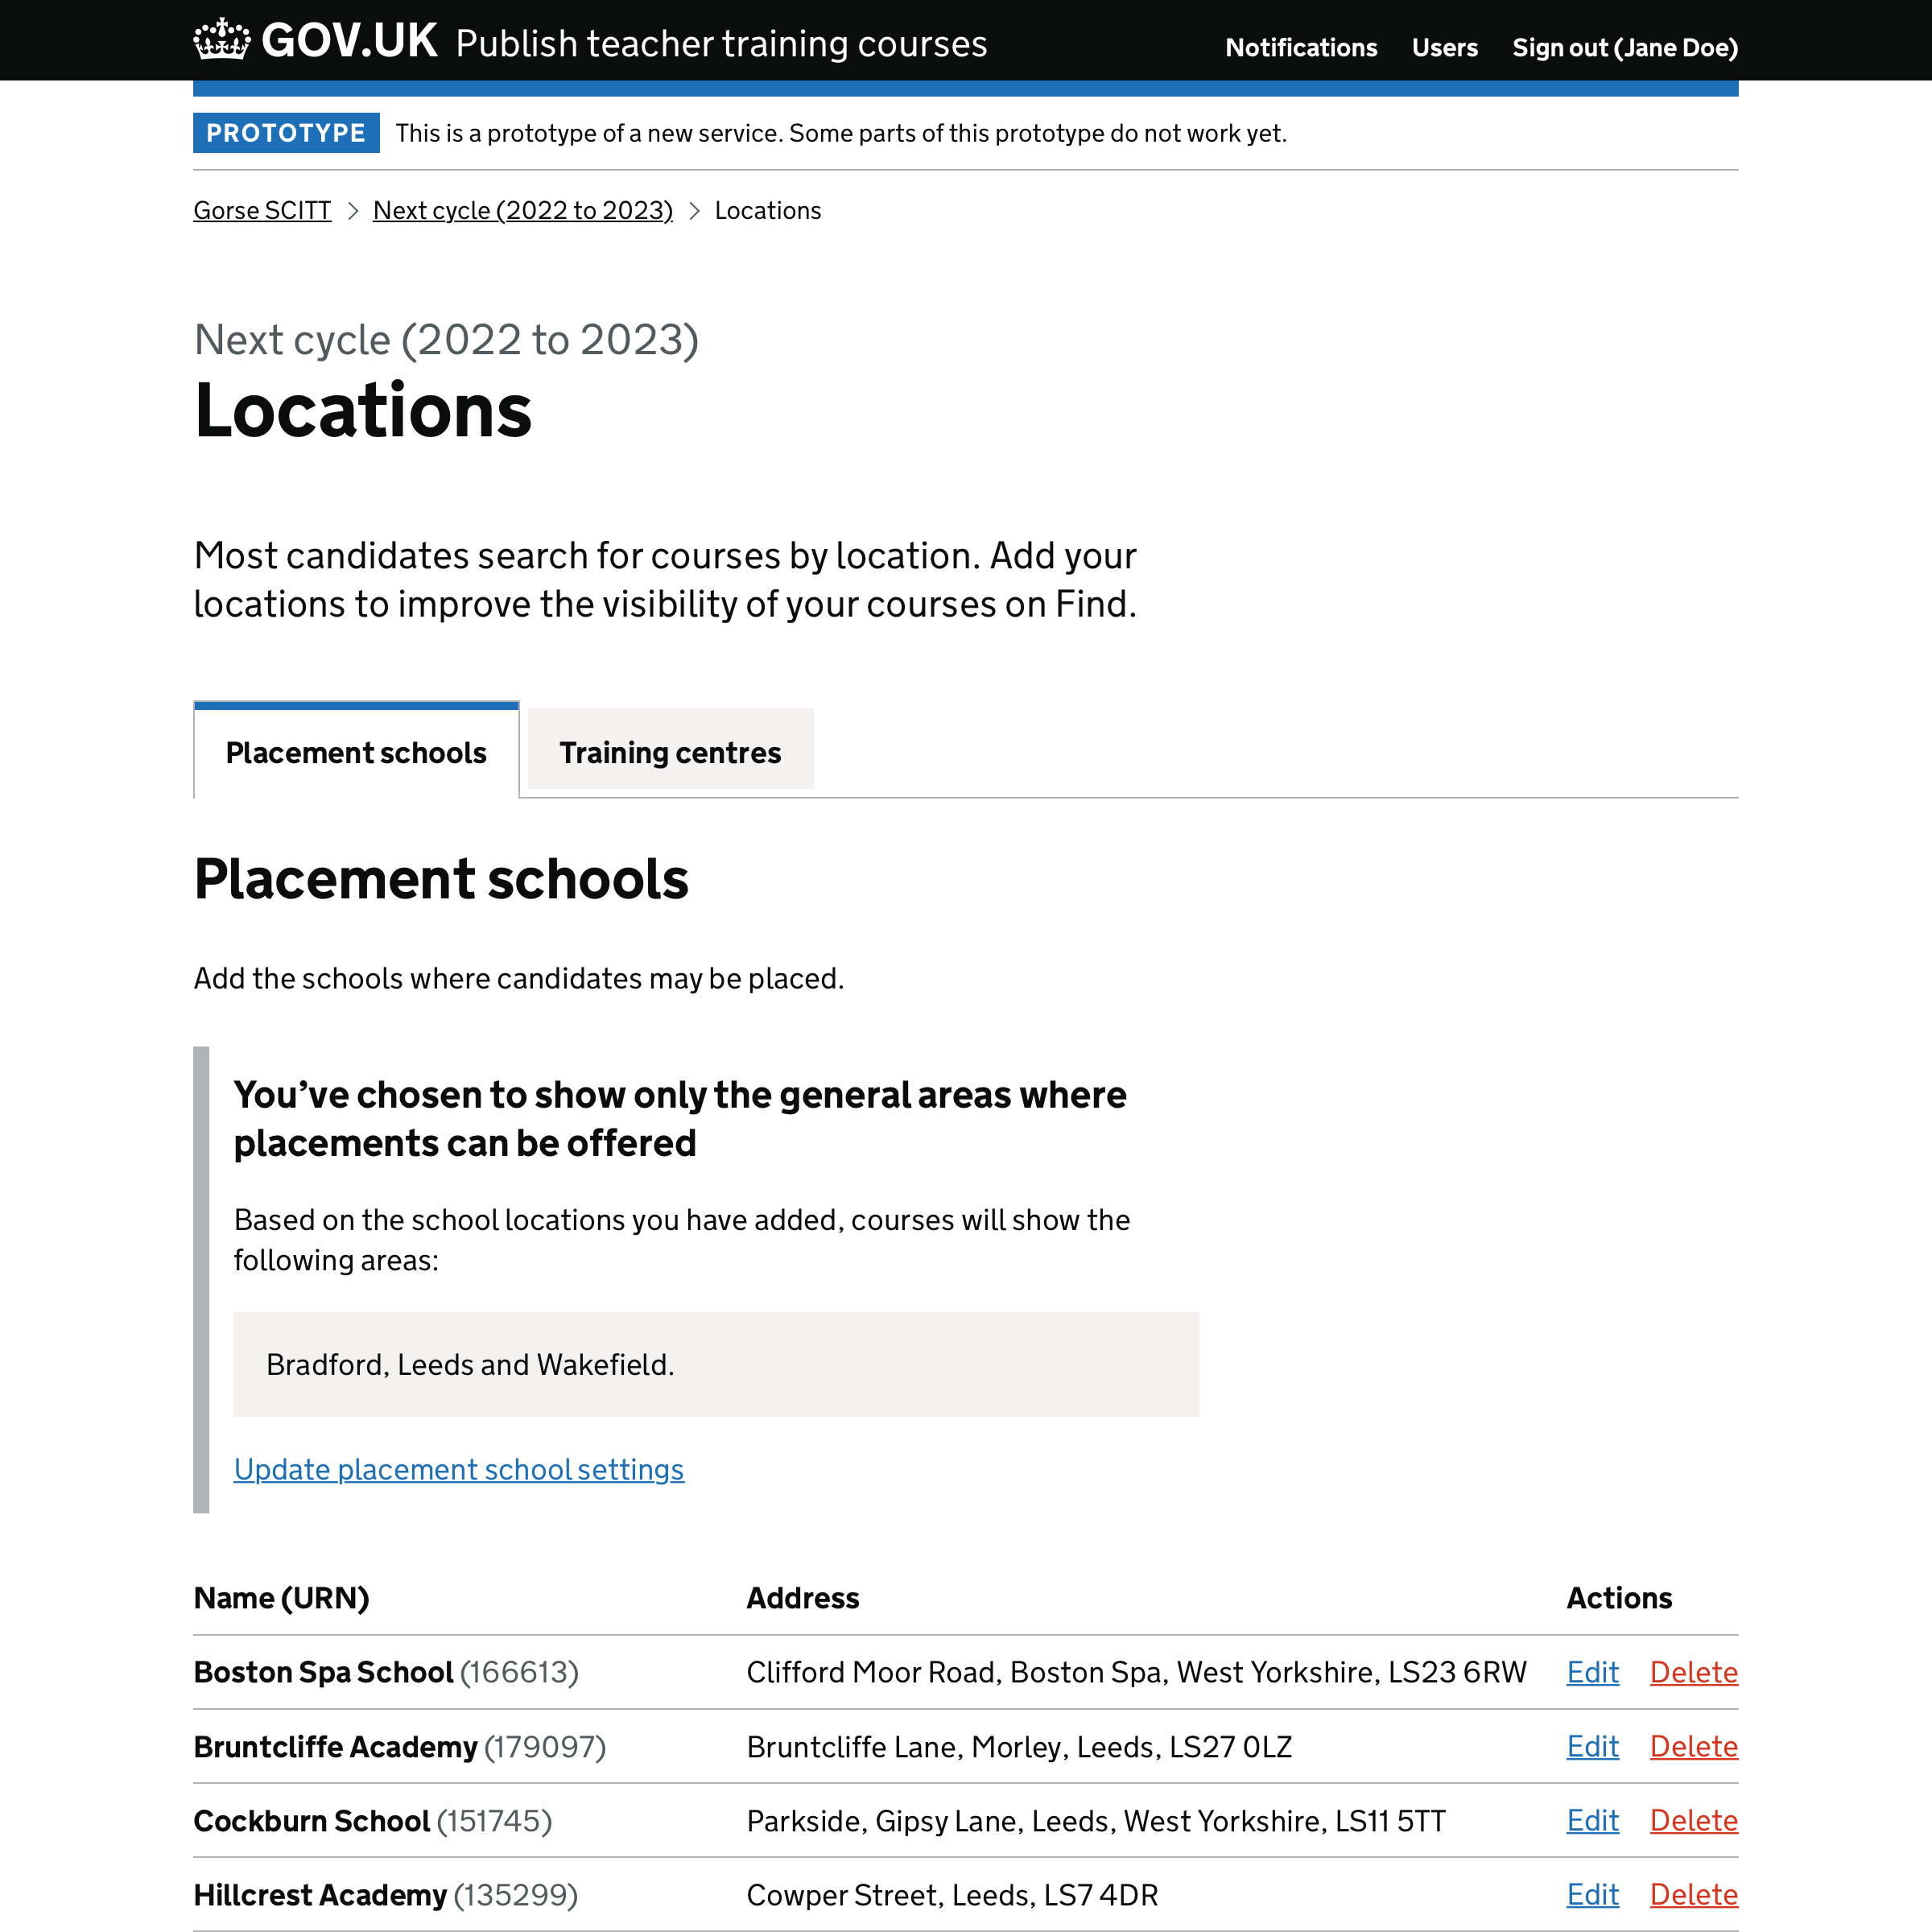 GOV.UK Publish teacher training courses Notifications Users Sign out (Jane Doe)
PROTOTYPE This is a prototype of a new service. Some parts of this prototype do not work yet.
Gorse SCITT Next cycle (2022 to 2023) Locations
Next cycle (2022 to 2023)
Locations
Most candidates search for courses by location. Add your
locations to improve the visibility of your courses on Find.
Placement schools Training centres
Placement schools
Add the schools where candidates may be placed.
You’ve chosen to show only the general areas where
placements can be offered
Based on the school locations you have added, courses will show the
following areas:
Bradford, Leeds and Wakefield.
Update placement school settings
Name (URN) Address Actions
Boston Spa School (166613) Clifford Moor Road, Boston Spa, West Yorkshire, LS23 6RW Edit Delete
Bruntcliffe Academy (179097) Bruntcliffe Lane, Morley, Leeds, LS27 0LZ Edit Delete
Cockburn School (151745) Parkside, Gipsy Lane, Leeds, West Yorkshire, LS11 5TT Edit Delete
Hillcrest Academy (135299) Cowper Street, Leeds, LS7 4DR Edit Delete